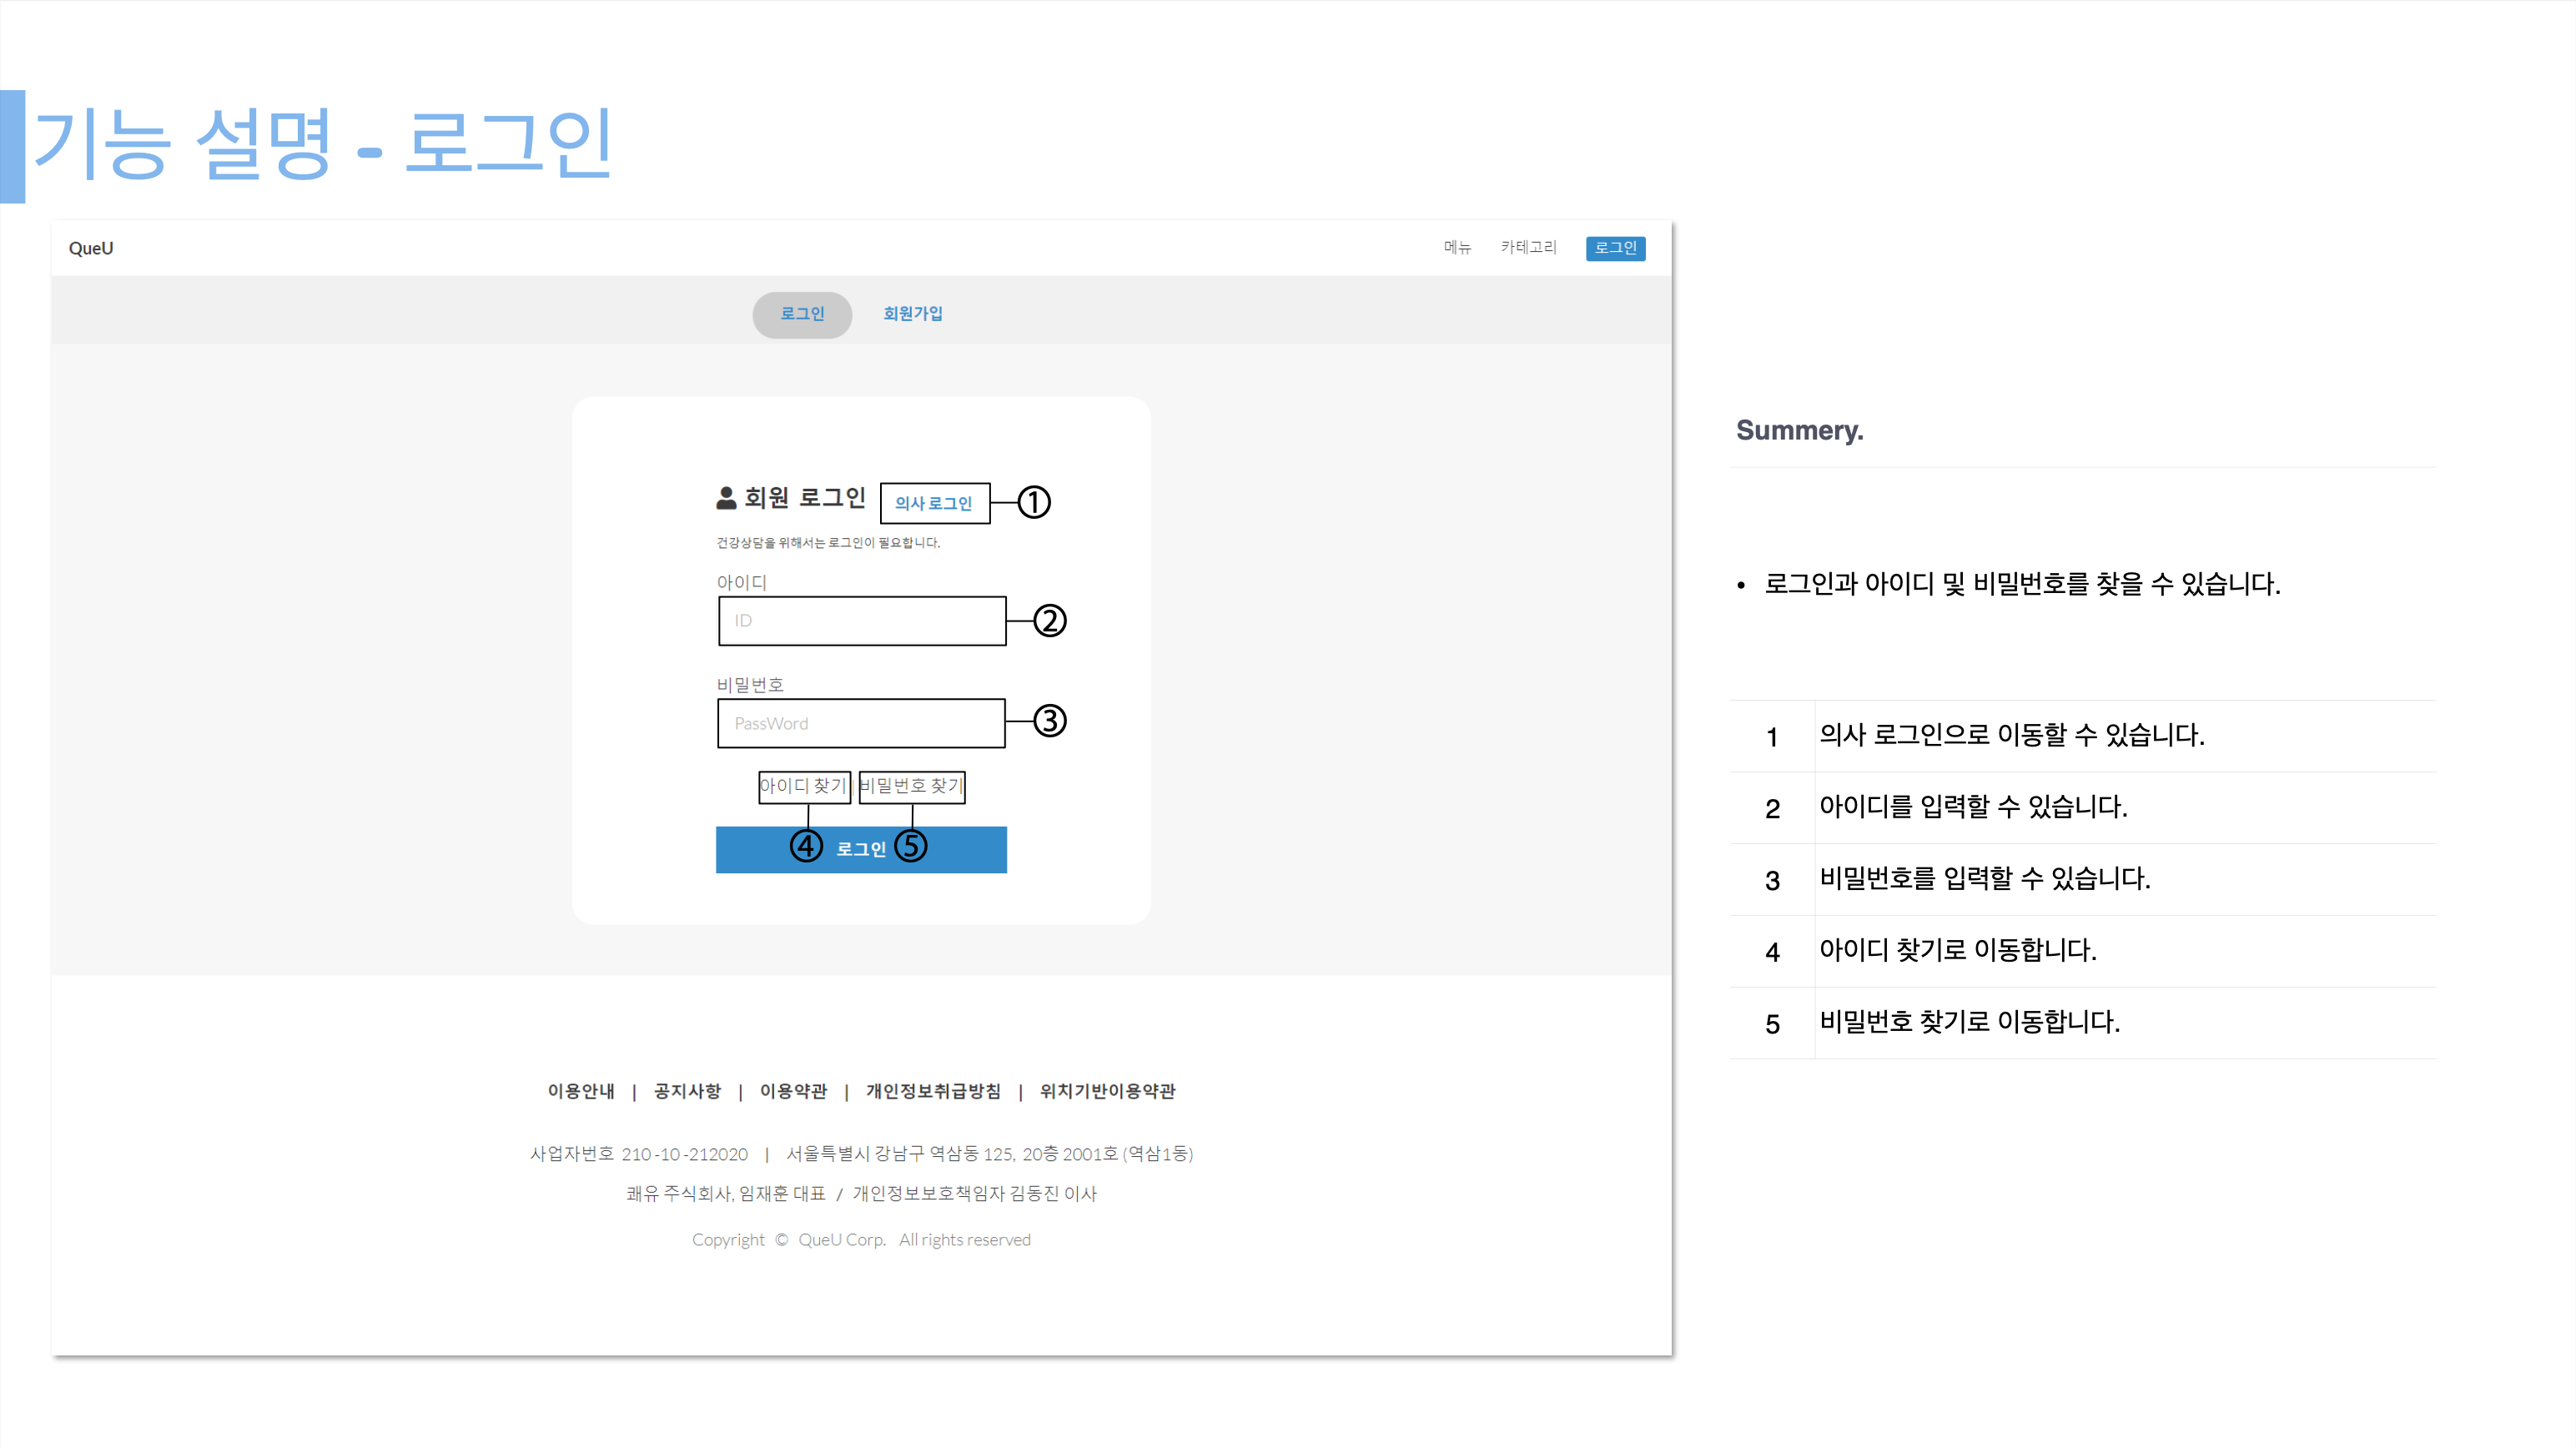 기능 설명 - 로그인
QueU 메뉴 카테고리 로그인
로그인 회원가입
회원 로그인 의사 로그인 ①
건강상담을 위해서는 로그인이 필요합니다.
아이디
ID ②
비밀번호
PassWord ③
아이디 찾기 | 비밀번호 찾기
④ 로그인 ⑤
이용안내 | 공지사항 | 이용약관 | 개인정보취급방침 | 위치기반이용약관
사업자번호 210 -10 -212020 | 서울특별시 강남구 역삼동 125, 20층 2001호 (역삼1동)
쾌유 주식회사, 임재훈 대표 / 개인정보보호책임자 김동진 이사
Copyright © QueU Corp. All rights reserved
Summery.
• 로그인과 아이디 및 비밀번호를 찾을 수 있습니다.
1 의사 로그인으로 이동할 수 있습니다.
2 아이디를 입력할 수 있습니다.
3 비밀번호를 입력할 수 있습니다.
4 아이디 찾기로 이동합니다.
5 비밀번호 찾기로 이동합니다.